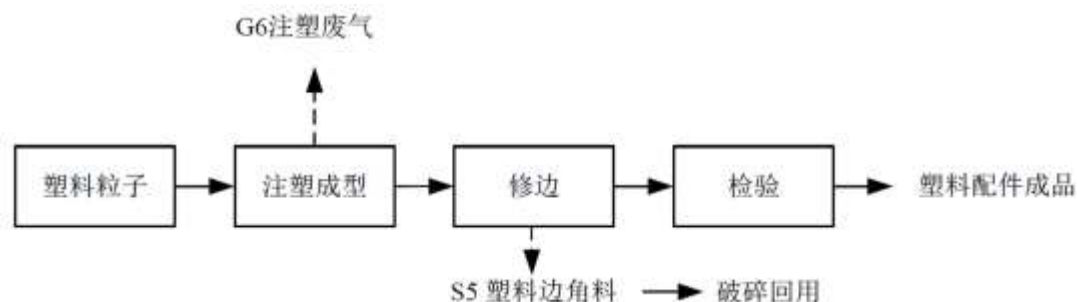 G6注塑废气
塑料粒子
注塑成型
修边
检验
塑料配件成品
S5 塑料边角料
破碎回用